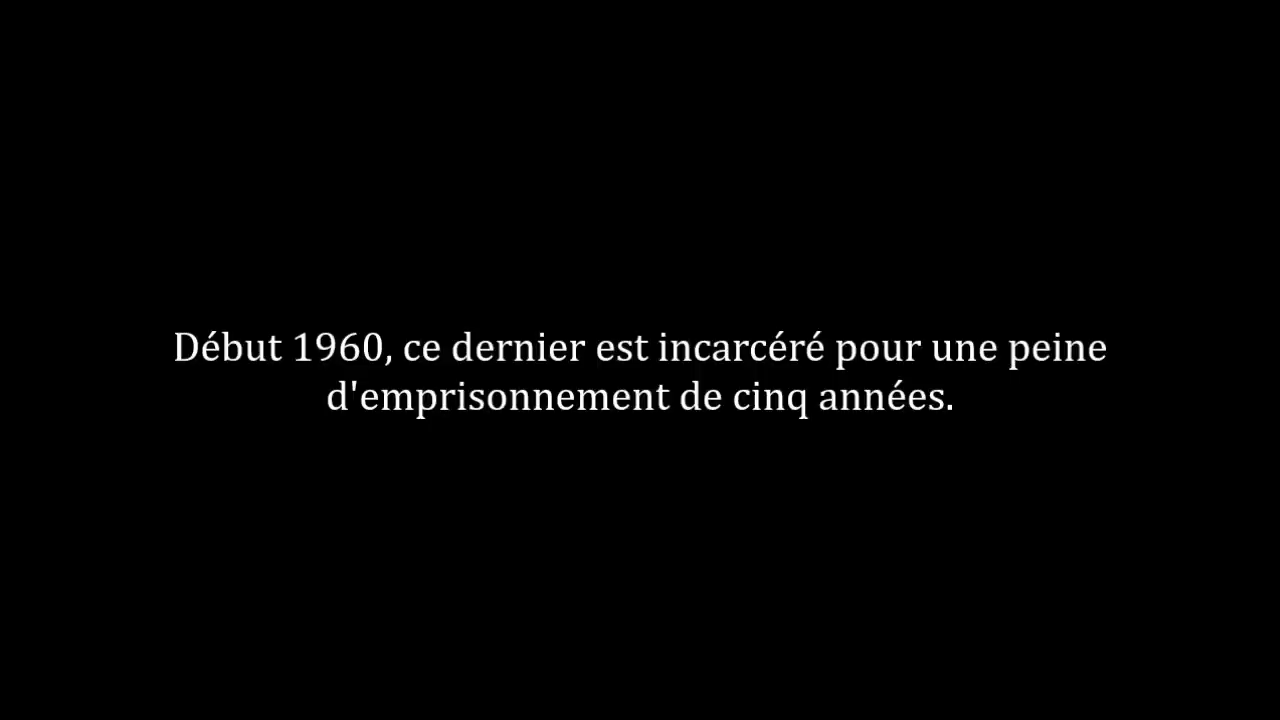 Début 1960, ce dernier est incarcéré pour une peine
d'emprisonnement de cinq années.